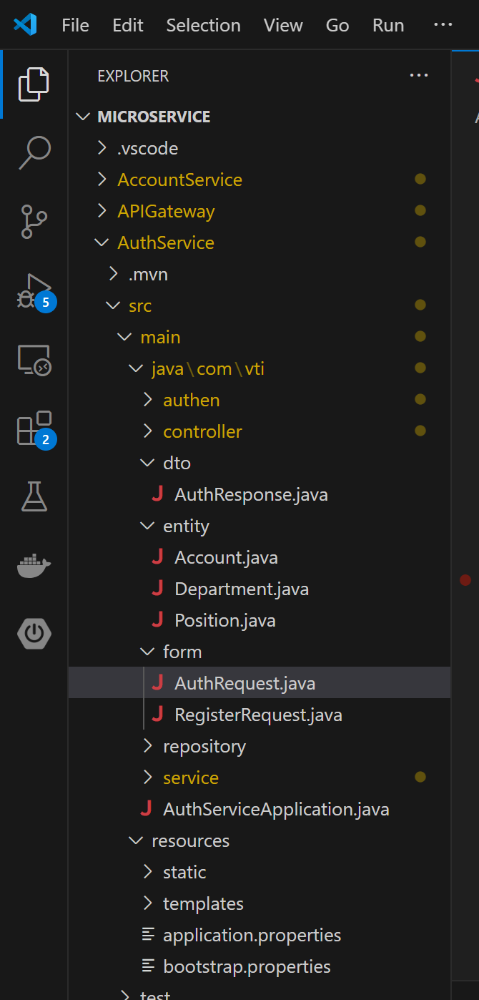 File Edit Selection View Go Run ...
EXPLORER ...
MICROSERVICE
.vscode
AccountService
APIGateway
AuthService
.mvn
src
main
java\com\vti
authen
controller
dto
J AuthResponse.java
entity
J Account.java
J Department.java
J Position.java
form
J AuthRequest.java
J RegisterRequest.java
repository
service
J AuthServiceApplication.java
resources
static
templates
application.properties
bootstrap.properties
test
5
2